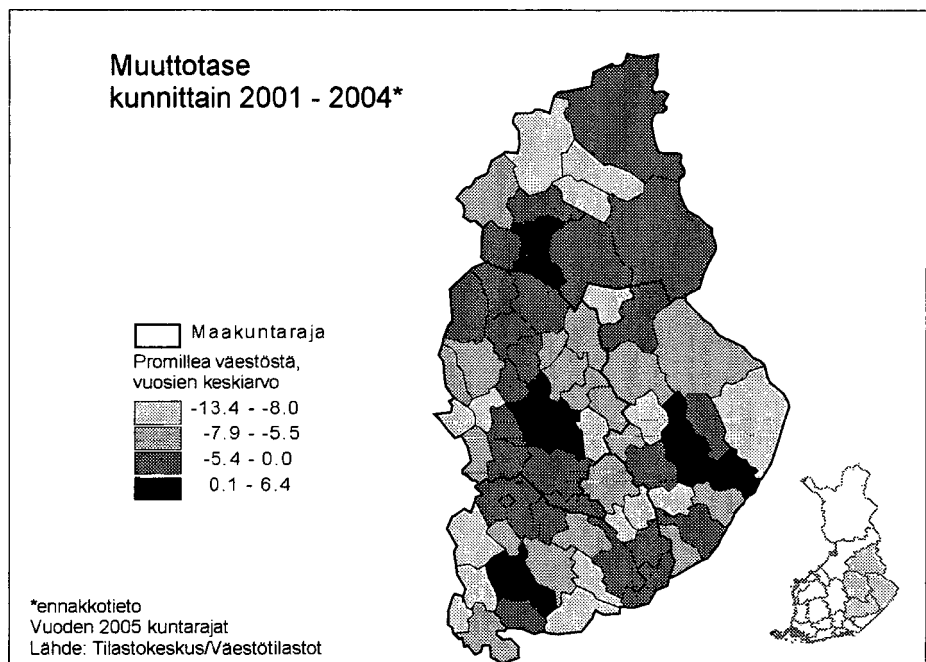 Muuttotase
kunnittain 2001 - 2004*
Maakuntaraja
Promillea väestöstä,
vuosien keskiarvo
-13.4 - -8.0
-7.9 - -5.5
-5.4 - 0.0
0.1 - 6.4
*ennakkotieto
Vuoden 2005 kuntarajat
Lähde: Tilastokeskus/Väestötilastot